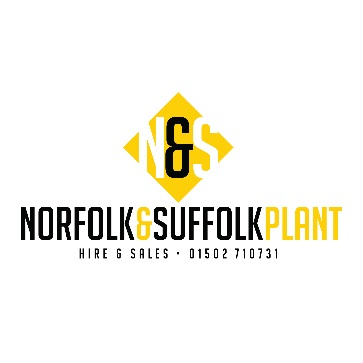 N&S
NORFOLK&SUFFOLKPLANT
HIRE & SALES • 01502 710731